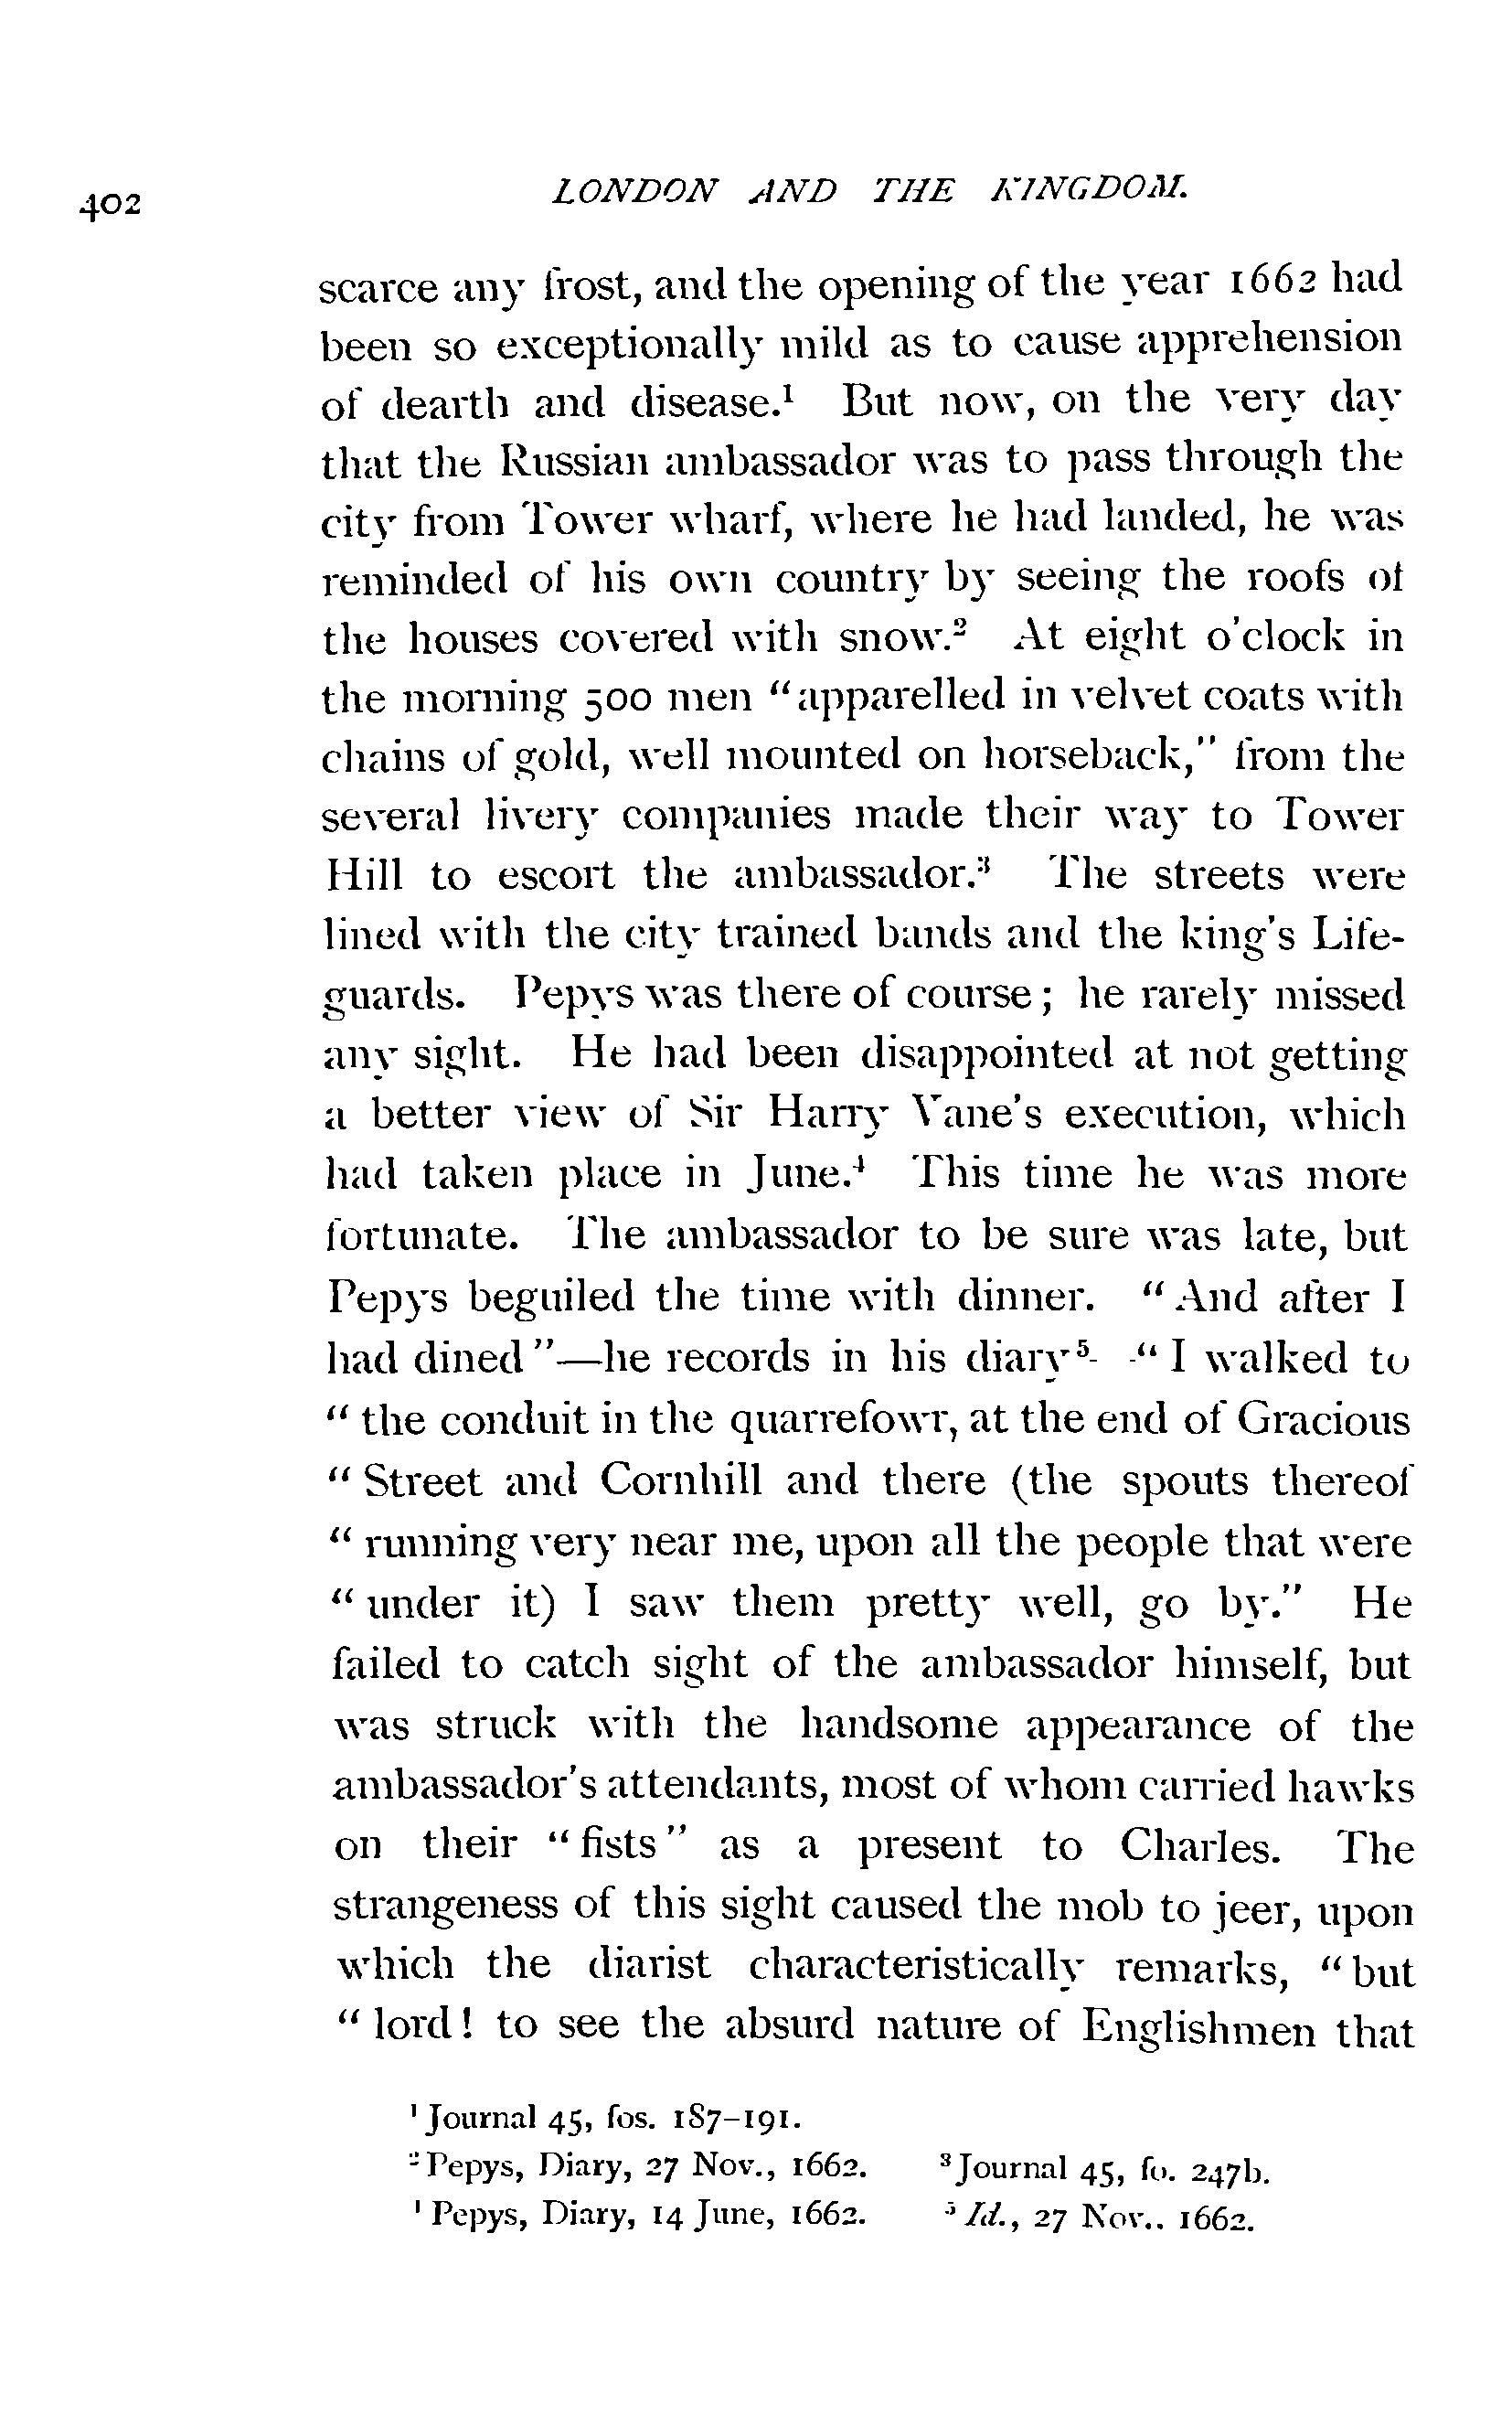 402
LONDON AND THE KINGDOM.
scarce any frost, and the opening of the year 1662 had
been so exceptionally mild as to cause apprehension
of dearth and disease.¹ But now, on the very day
that the Russian ambassador was to pass through the
city from Tower wharf, where he had landed, he was
reminded of his own country by seeing the roofs of
the houses covered with snow.² At eight o'clock in
the morning 500 men "apparelled in velvet coats with
chains of gold, well mounted on horseback," from the
several livery companies made their way to Tower
Hill to escort the ambassador.³ The streets were
lined with the city trained bands and the king's Life-
guards. Pepys was there of course; he rarely missed
any sight. He had been disappointed at not getting
a better view of Sir Harry Vane's execution, which
had taken place in June.⁴ This time he was more
fortunate. The ambassador to be sure was late, but
Pepys beguiled the time with dinner. "And after I
had dined"—he records in his diary⁵—"I walked to
"the conduit in the quarrefowr, at the end of Gracious
"Street and Cornhill and there (the spouts thereof
"running very near me, upon all the people that were
"under it) I saw them pretty well, go by." He
failed to catch sight of the ambassador himself, but
was struck with the handsome appearance of the
ambassador's attendants, most of whom carried hawks
on their "fists" as a present to Charles. The
strangeness of this sight caused the mob to jeer, upon
which the diarist characteristically remarks, "but
"lord! to see the absurd nature of Englishmen that
¹ Journal 45, fos. 187-191.
² Pepys, Diary, 27 Nov., 1662. ³ Journal 45, fo. 247b.
⁴ Pepys, Diary, 14 June, 1662. ⁵ Id., 27 Nov., 1662.